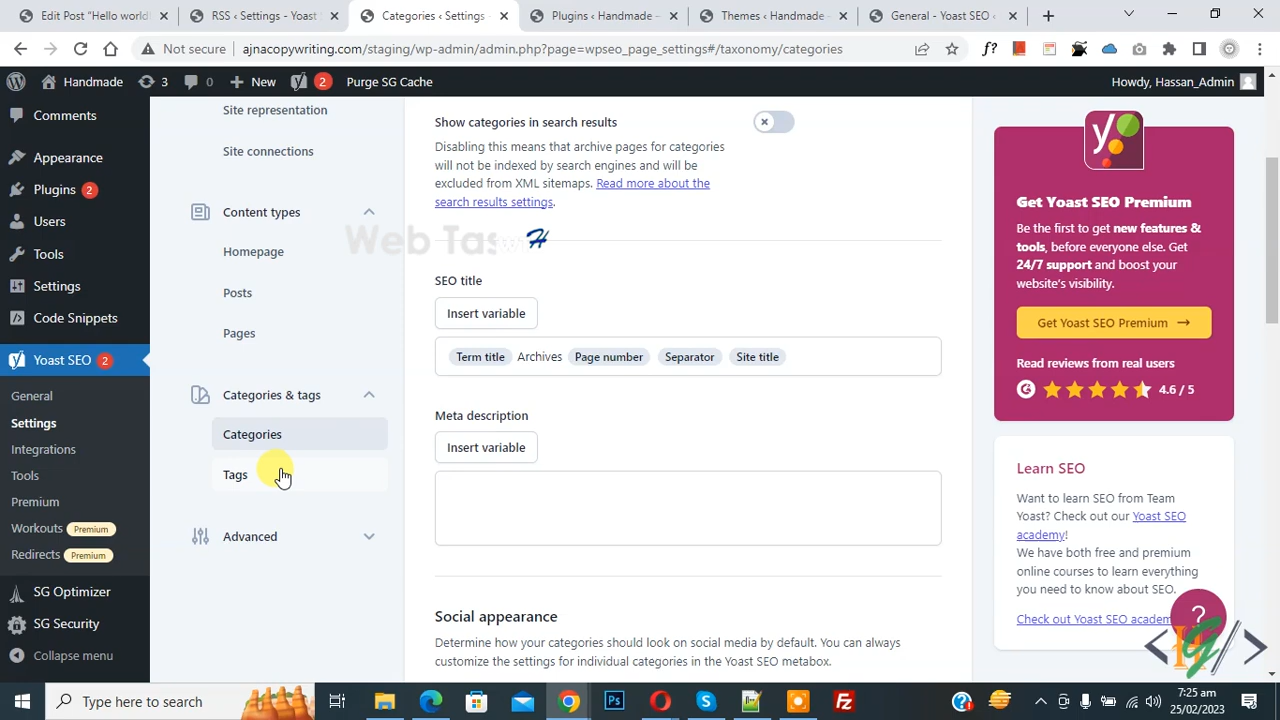 Edit Post "Hello world!
RSS ‹ Settings - Yoast S
Categories ‹ Settings -
Plugins ‹ Handmade —
Themes ‹ Handmade —
General - Yoast SEO ‹
Not secure
ajnacopywriting.com/staging/wp-admin/admin.php?page=wpseo_page_settings#/taxonomy/categories
Handmade
3
0
New
2
Purge SG Cache
Howdy, Hassan_Admin
Comments
Appearance
Plugins 2
Users
Tools
Settings
Code Snippets
Yoast SEO 2
General
Settings
Integrations
Tools
Premium
Workouts Premium
Redirects Premium
SG Optimizer
SG Security
Collapse menu
Site representation
Site connections
Content types
Homepage
Posts
Pages
Categories & tags
Categories
Tags
Advanced
Show categories in search results
Disabling this means that archive pages for categories
will not be indexed by search engines and will be
excluded from XML sitemaps. Read more about the
search results settings.
Web Tas
SEO title
Insert variable
Term title Archives Page number Separator Site title
Meta description
Insert variable
Social appearance
Determine how your categories should look on social media by default. You can always
customize the settings for individual categories in the Yoast SEO metabox.
Get Yoast SEO Premium
Be the first to get new features &
tools, before everyone else. Get
24/7 support and boost your
website's visibility.
Get Yoast SEO Premium →
Read reviews from real users
4.6 / 5
Learn SEO
Want to learn SEO from Team
Yoast? Check out our Yoast SEO
academy!
We have both free and premium
online courses to learn everything
you need to know about SEO.
Check out Yoast SEO academ
?
Type here to search
7:25 am
25/02/2023